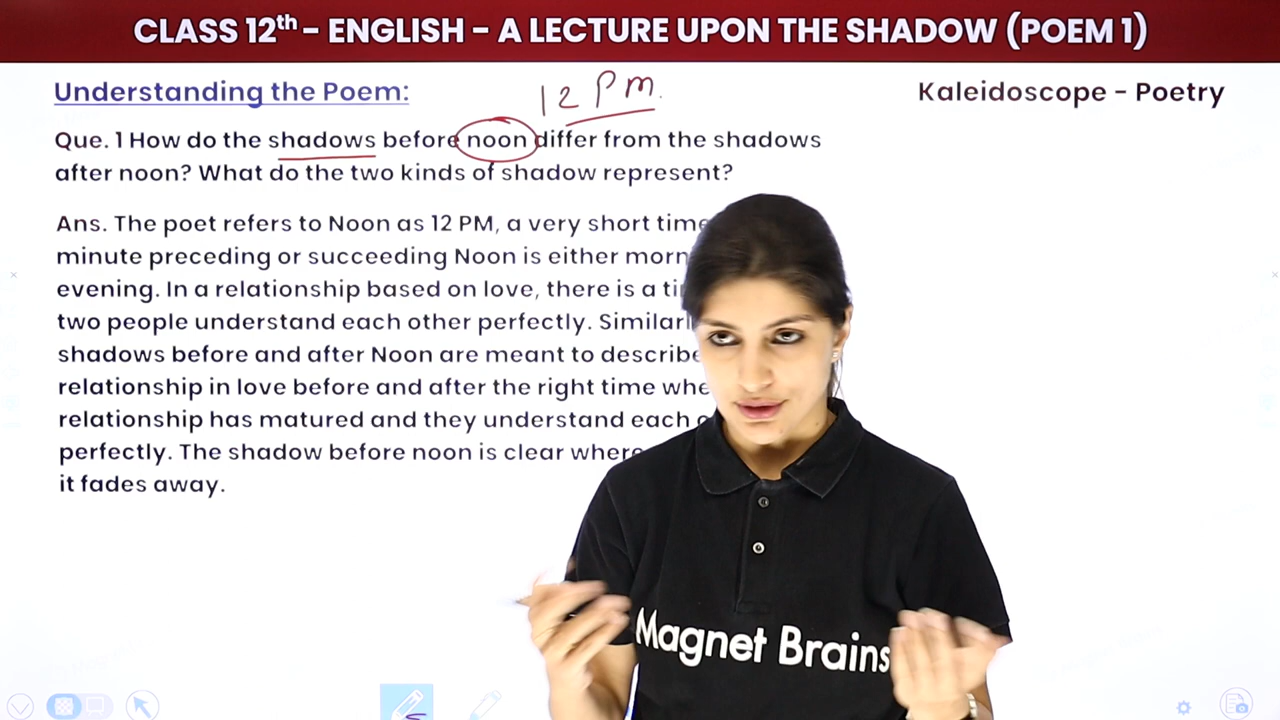 CLASS 12th - ENGLISH - A LECTURE UPON THE SHADOW (POEM 1)
Understanding the Poem:
12 Pm.
Kaleidoscope - Poetry
Que. 1 How do the shadows before noon differ from the shadows
after noon? What do the two kinds of shadow represent?
Ans. The poet refers to Noon as 12 PM, a very short time
minute preceding or succeeding Noon is either
evening. In a relationship based on love, there is a
two people understand each other perfectly.
shadows before and after Noon are meant to describe
relationship in love before and after the right time
relationship has matured and they understand each
perfectly. The shadow before noon is clear
it fades away.
Magnet Brains